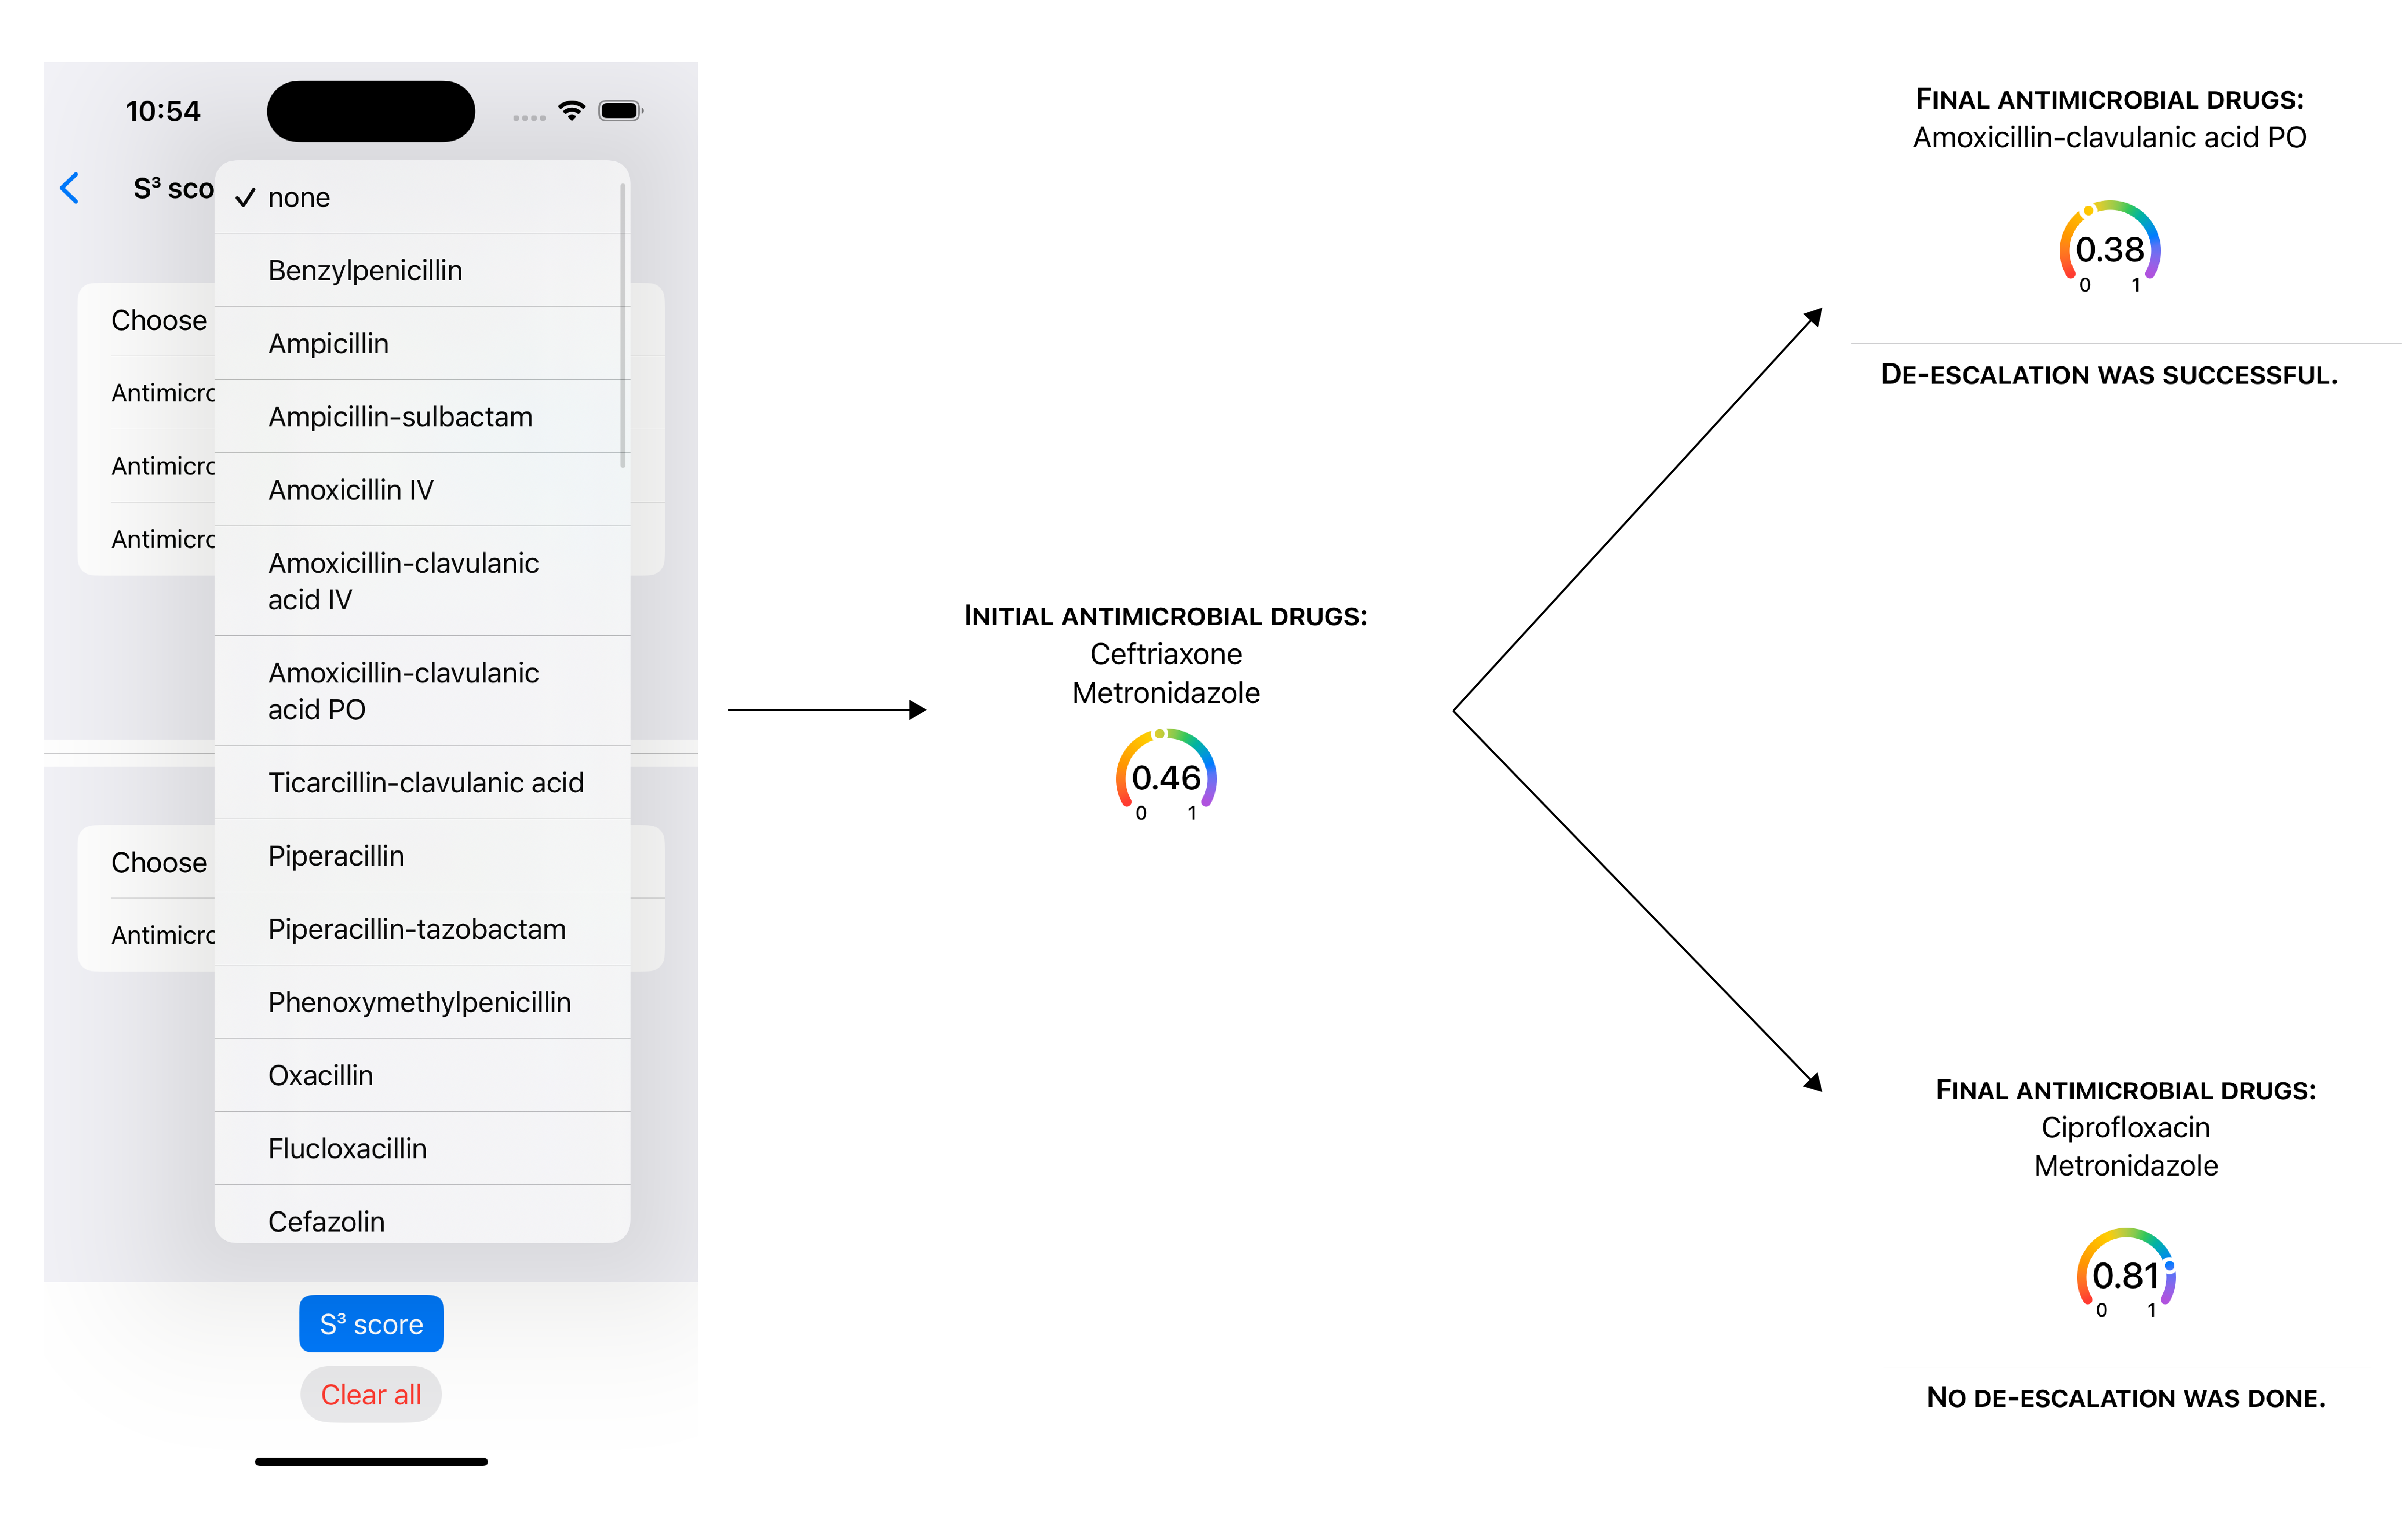 10:54
S³ sco
none
Benzylpenicillin
Choose
Ampicillin
Antimicro
Ampicillin-sulbactam
Antimicro
Amoxicillin IV
Antimicro
Amoxicillin-clavulanic
acid IV
Amoxicillin-clavulanic
acid PO
Ticarcillin-clavulanic acid
Piperacillin
Choose
Piperacillin-tazobactam
Antimicro
Phenoxymethylpenicillin
Oxacillin
Flucloxacillin
Cefazolin
S³ score
Clear all
INITIAL ANTIMICROBIAL DRUGS:
Ceftriaxone
Metronidazole
0.46
0 1
FINAL ANTIMICROBIAL DRUGS:
Amoxicillin-clavulanic acid PO
0.38
0 1
DE-ESCALATION WAS SUCCESSFUL.
FINAL ANTIMICROBIAL DRUGS:
Ciprofloxacin
Metronidazole
0.81
0 1
NO DE-ESCALATION WAS DONE.